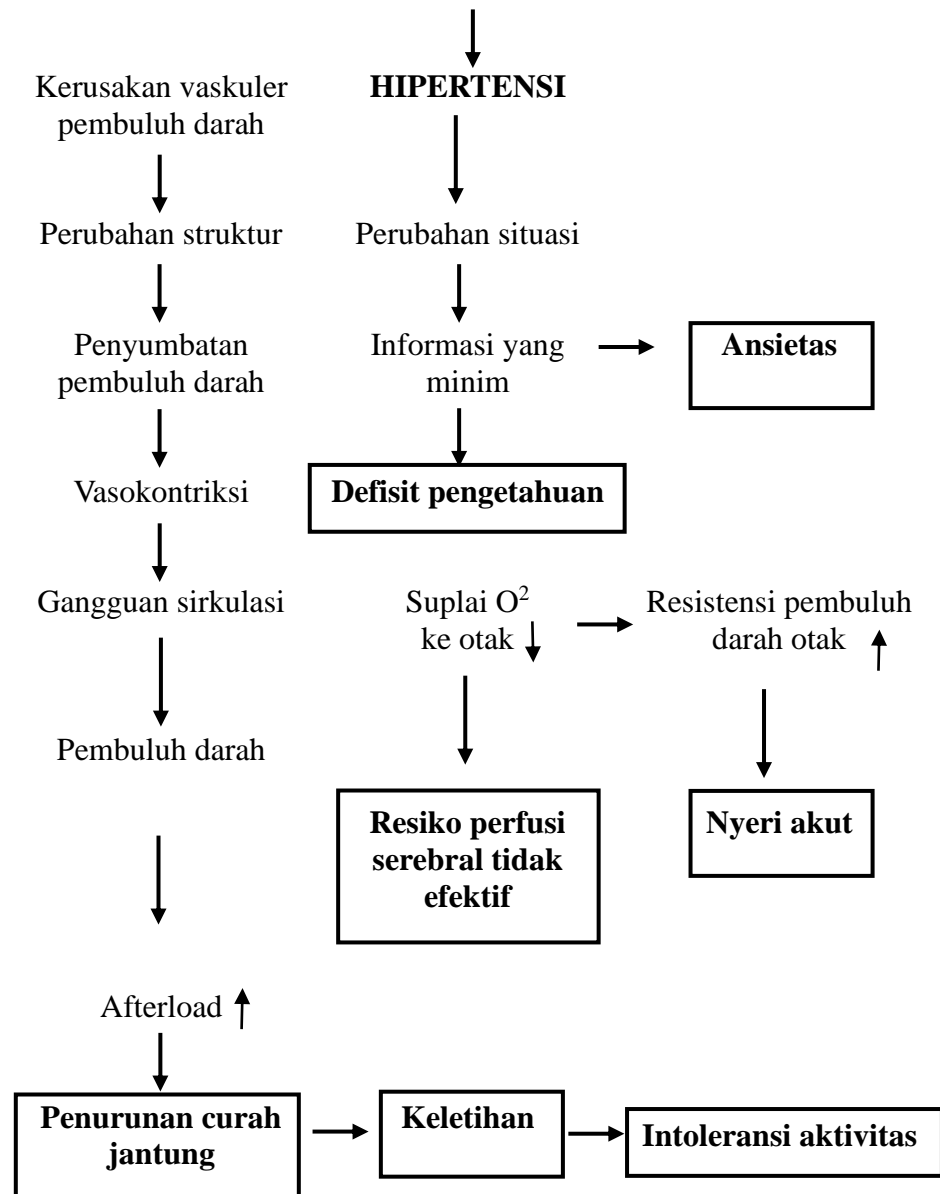 Kerusakan vaskuler
pembuluh darah
HIPERTENSI
Perubahan struktur
Perubahan situasi
Penyumbatan
pembuluh darah
Informasi yang
minim
Ansietas
Vasokontriksi
Defisit pengetahuan
Gangguan sirkulasi
Suplai O²
ke otak
Resistensi pembuluh
darah otak
Pembuluh darah
Resiko perfusi
serebral tidak
efektif
Nyeri akut
Afterload
Penurunan curah
jantung
Keletihan
Intoleransi aktivitas